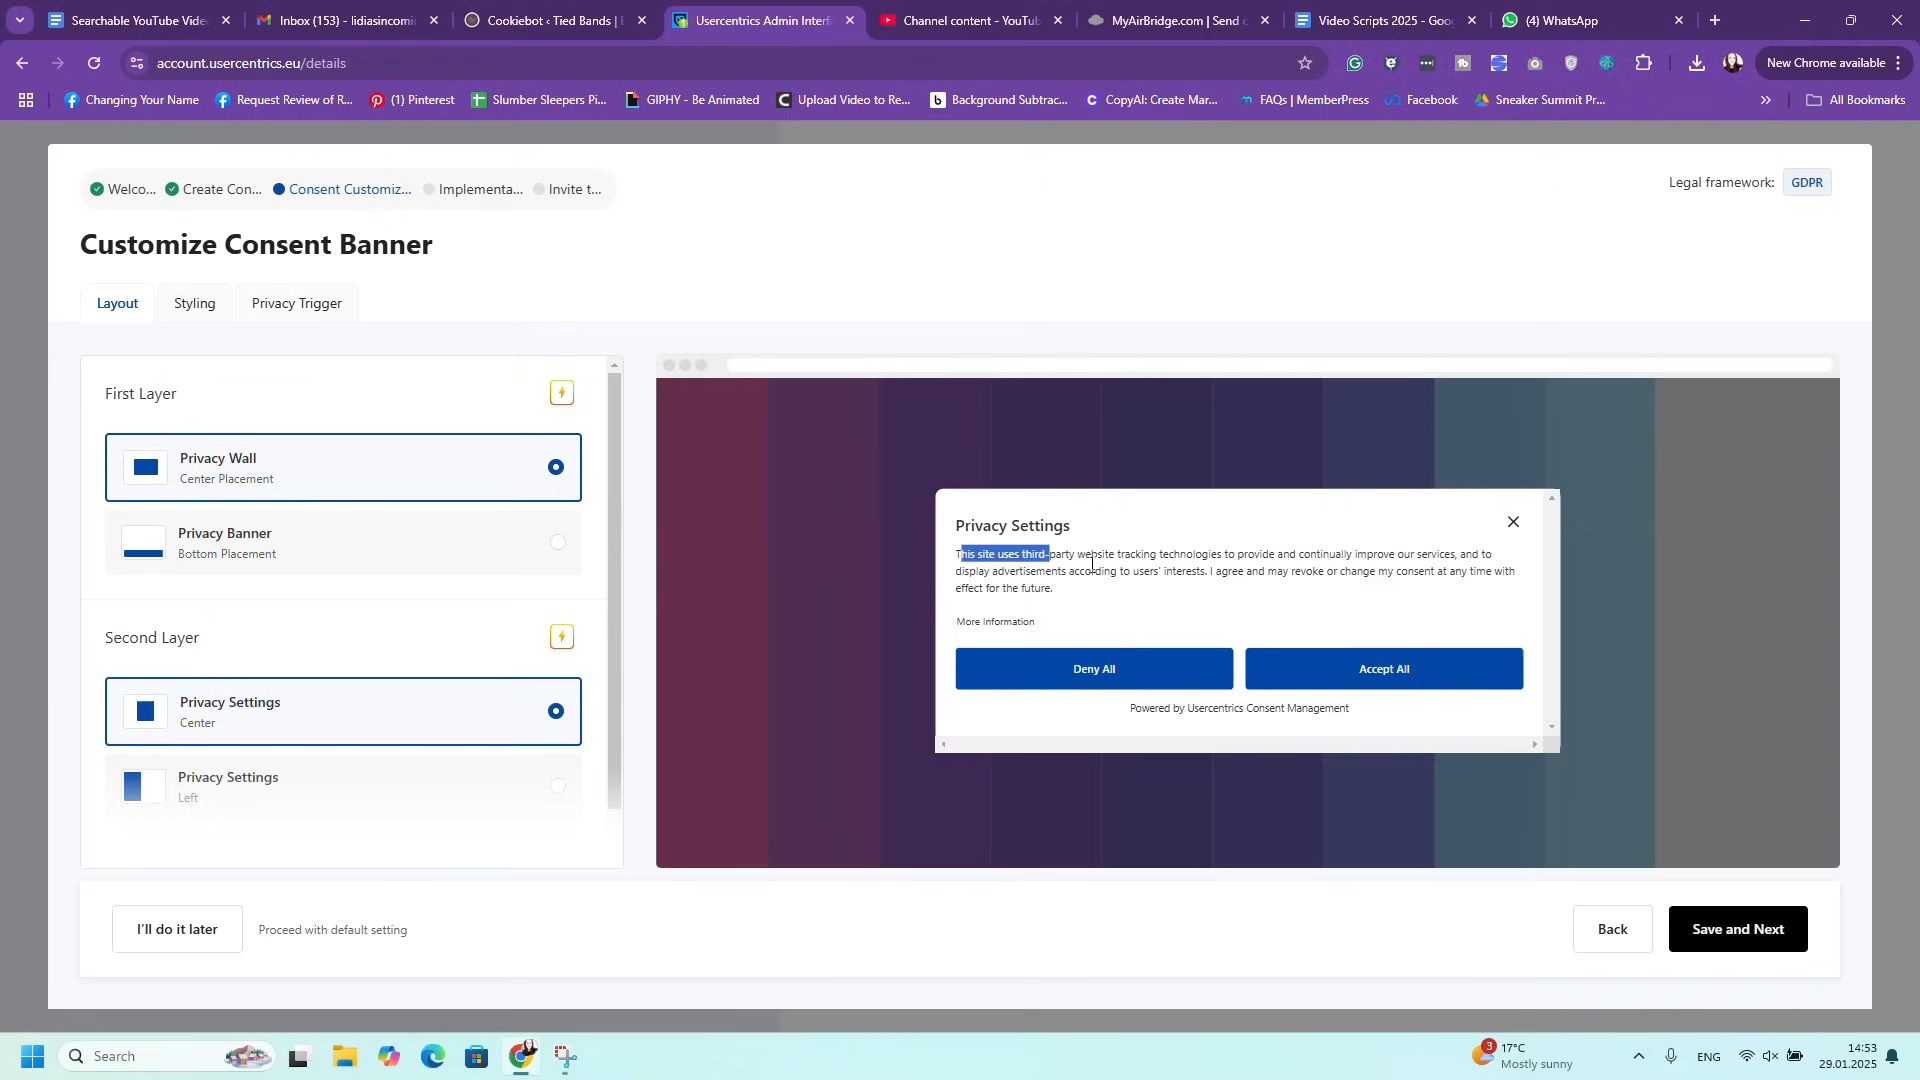 Searchable YouTube Vide
Inbox (153) – lidiasincomin
Cookiebot ‹ Tied Bands | E
Usercentrics Admin Interf
Channel content - YouTub
MyAirBridge.com | Send o
Video Scripts 2025 - Goo
(4) WhatsApp
account.usercentrics.eu/details
New Chrome available
Changing Your Name
Request Review of R...
(1) Pinterest
Slumber Sleepers Pi...
GIPHY - Be Animated
Upload Video to Re...
Background Subtrac...
CopyAI: Create Mar...
FAQs | MemberPress
Facebook
Sneaker Summit Pr...
All Bookmarks
Welco...
Create Con...
Consent Customiz...
Implementa...
Invite t...
Legal framework:
GDPR
Customize Consent Banner
Layout
Styling
Privacy Trigger
First Layer
Privacy Wall
Center Placement
Privacy Banner
Bottom Placement
Second Layer
Privacy Settings
Center
Privacy Settings
Left
Privacy Settings
This site uses third-party website tracking technologies to provide and continually improve our services, and to
display advertisements according to users' interests. I agree and may revoke or change my consent at any time with
effect for the future.
More Information
Deny All
Accept All
Powered by Usercentrics Consent Management
I'll do it later
Proceed with default setting
Back
Save and Next
Search
3
17°C
Mostly sunny
ENG
14:53
29.01.2025